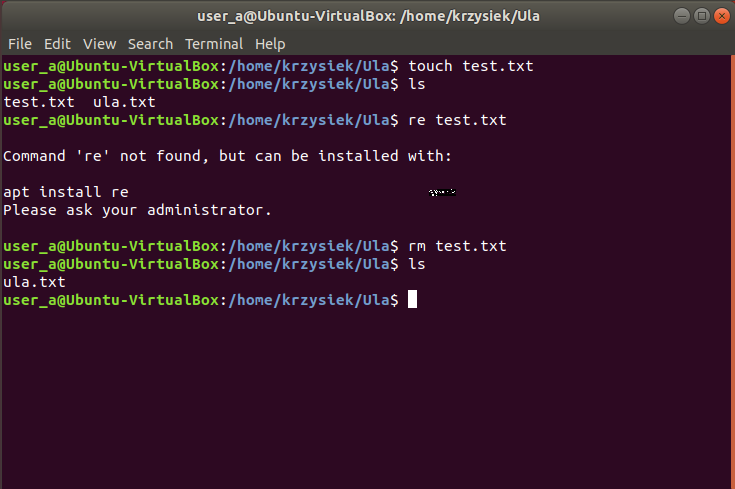 user_a@Ubuntu-VirtualBox: /home/krzysiek/Ula
File Edit View Search Terminal Help
user_a@Ubuntu-VirtualBox:/home/krzysiek/Ula$ touch test.txt
user_a@Ubuntu-VirtualBox:/home/krzysiek/Ula$ ls
test.txt  ula.txt
user_a@Ubuntu-VirtualBox:/home/krzysiek/Ula$ re test.txt
Command 're' not found, but can be installed with:
apt install re
Please ask your administrator.
user_a@Ubuntu-VirtualBox:/home/krzysiek/Ula$ rm test.txt
user_a@Ubuntu-VirtualBox:/home/krzysiek/Ula$ ls
ula.txt
user_a@Ubuntu-VirtualBox:/home/krzysiek/Ula$